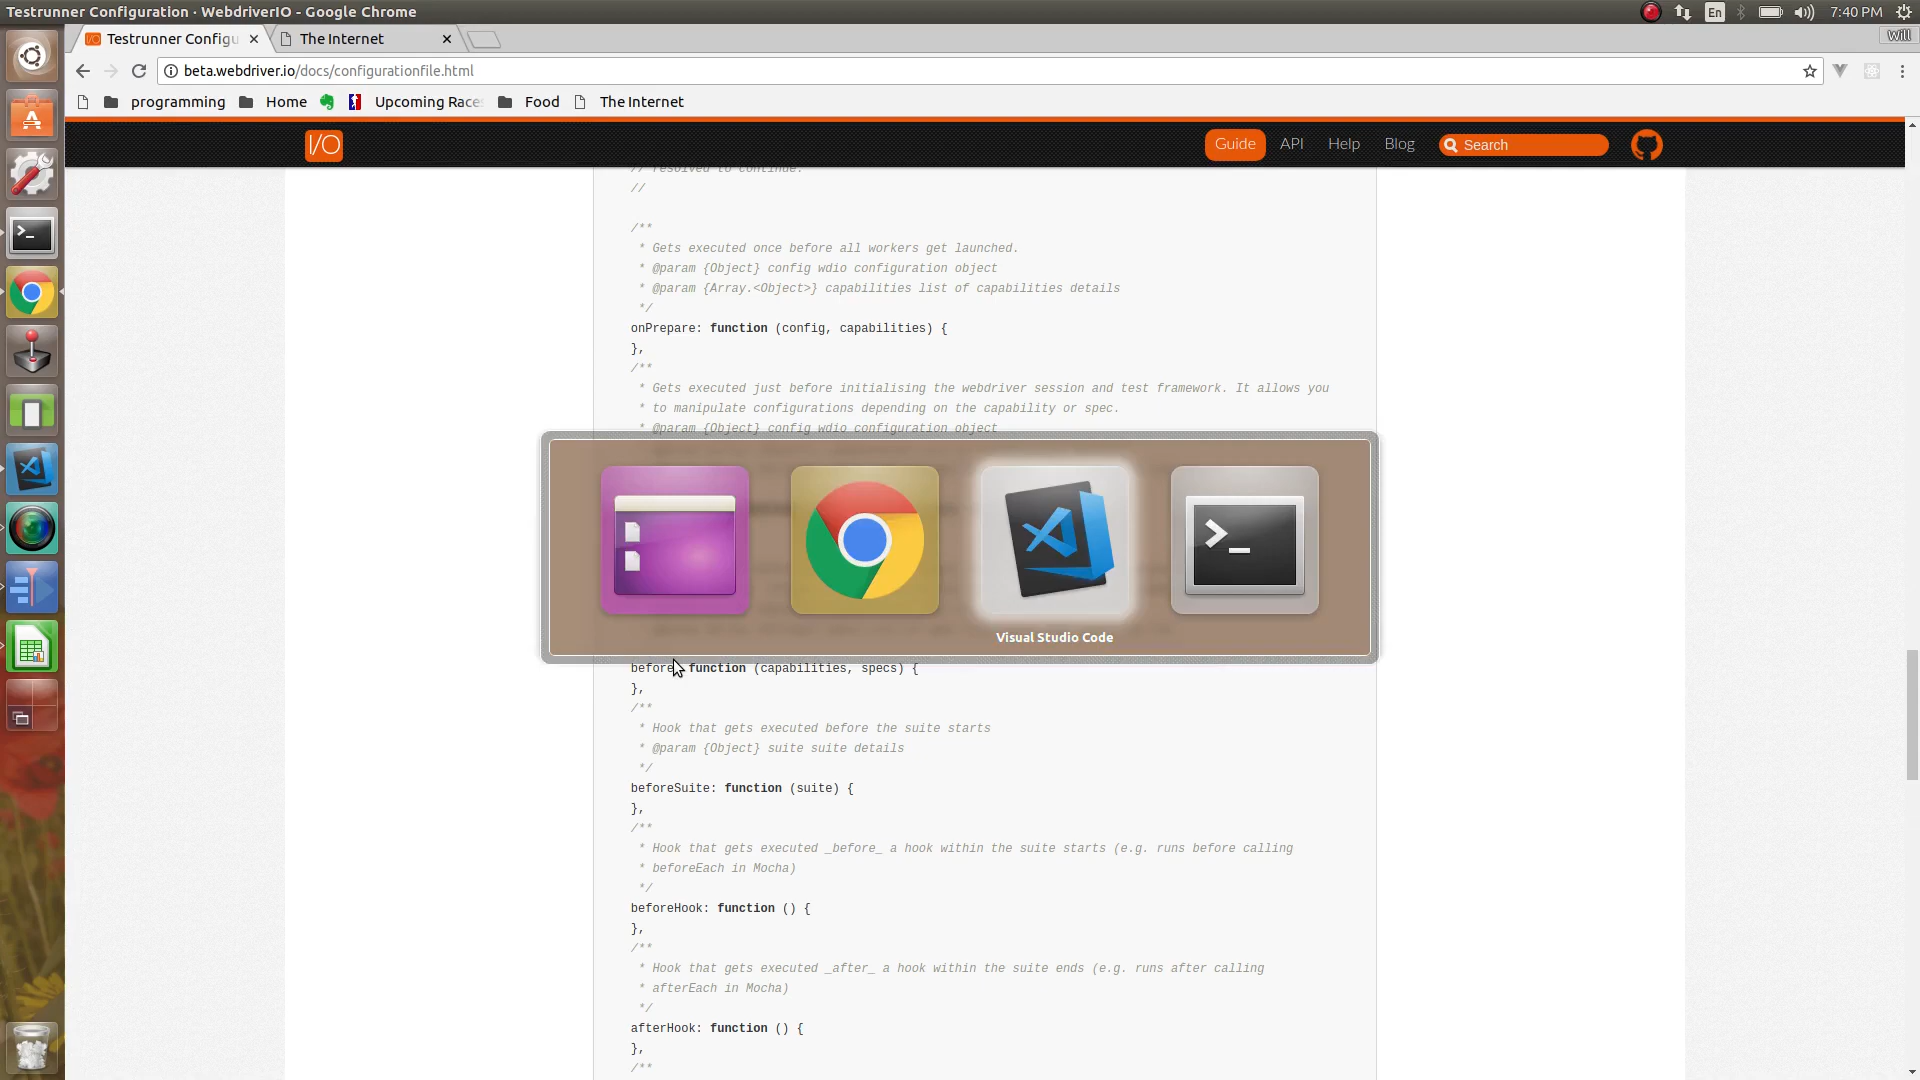 Testrunner Configuration · WebdriverIO - Google Chrome
En
7:40 PM
Testrunner Configu
The Internet
Will
beta.webdriver.io/docs/configurationfile.html
programming
Home
Upcoming Race
Food
The Internet
I/O
Guide
API
Help
Blog
Search
// resolved to continue.
//
/**
* Gets executed once before all workers get launched.
* @param {Object} config wdio configuration object
* @param {Array.<Object>} capabilities list of capabilities details
*/
onPrepare: function (config, capabilities) {
},
/**
* Gets executed just before initialising the webdriver session and test framework. It allows you
* to manipulate configurations depending on the capability or spec.
* @param {Object} config wdio configuration object
Visual Studio Code
before: function (capabilities, specs) {
},
/**
* Hook that gets executed before the suite starts
* @param {Object} suite suite details
*/
beforeSuite: function (suite) {
},
/**
* Hook that gets executed _before_ a hook within the suite starts (e.g. runs before calling
* beforeEach in Mocha)
*/
beforeHook: function () {
},
/**
* Hook that gets executed _after_ a hook within the suite ends (e.g. runs after calling
* afterEach in Mocha)
*/
afterHook: function () {
},
/**